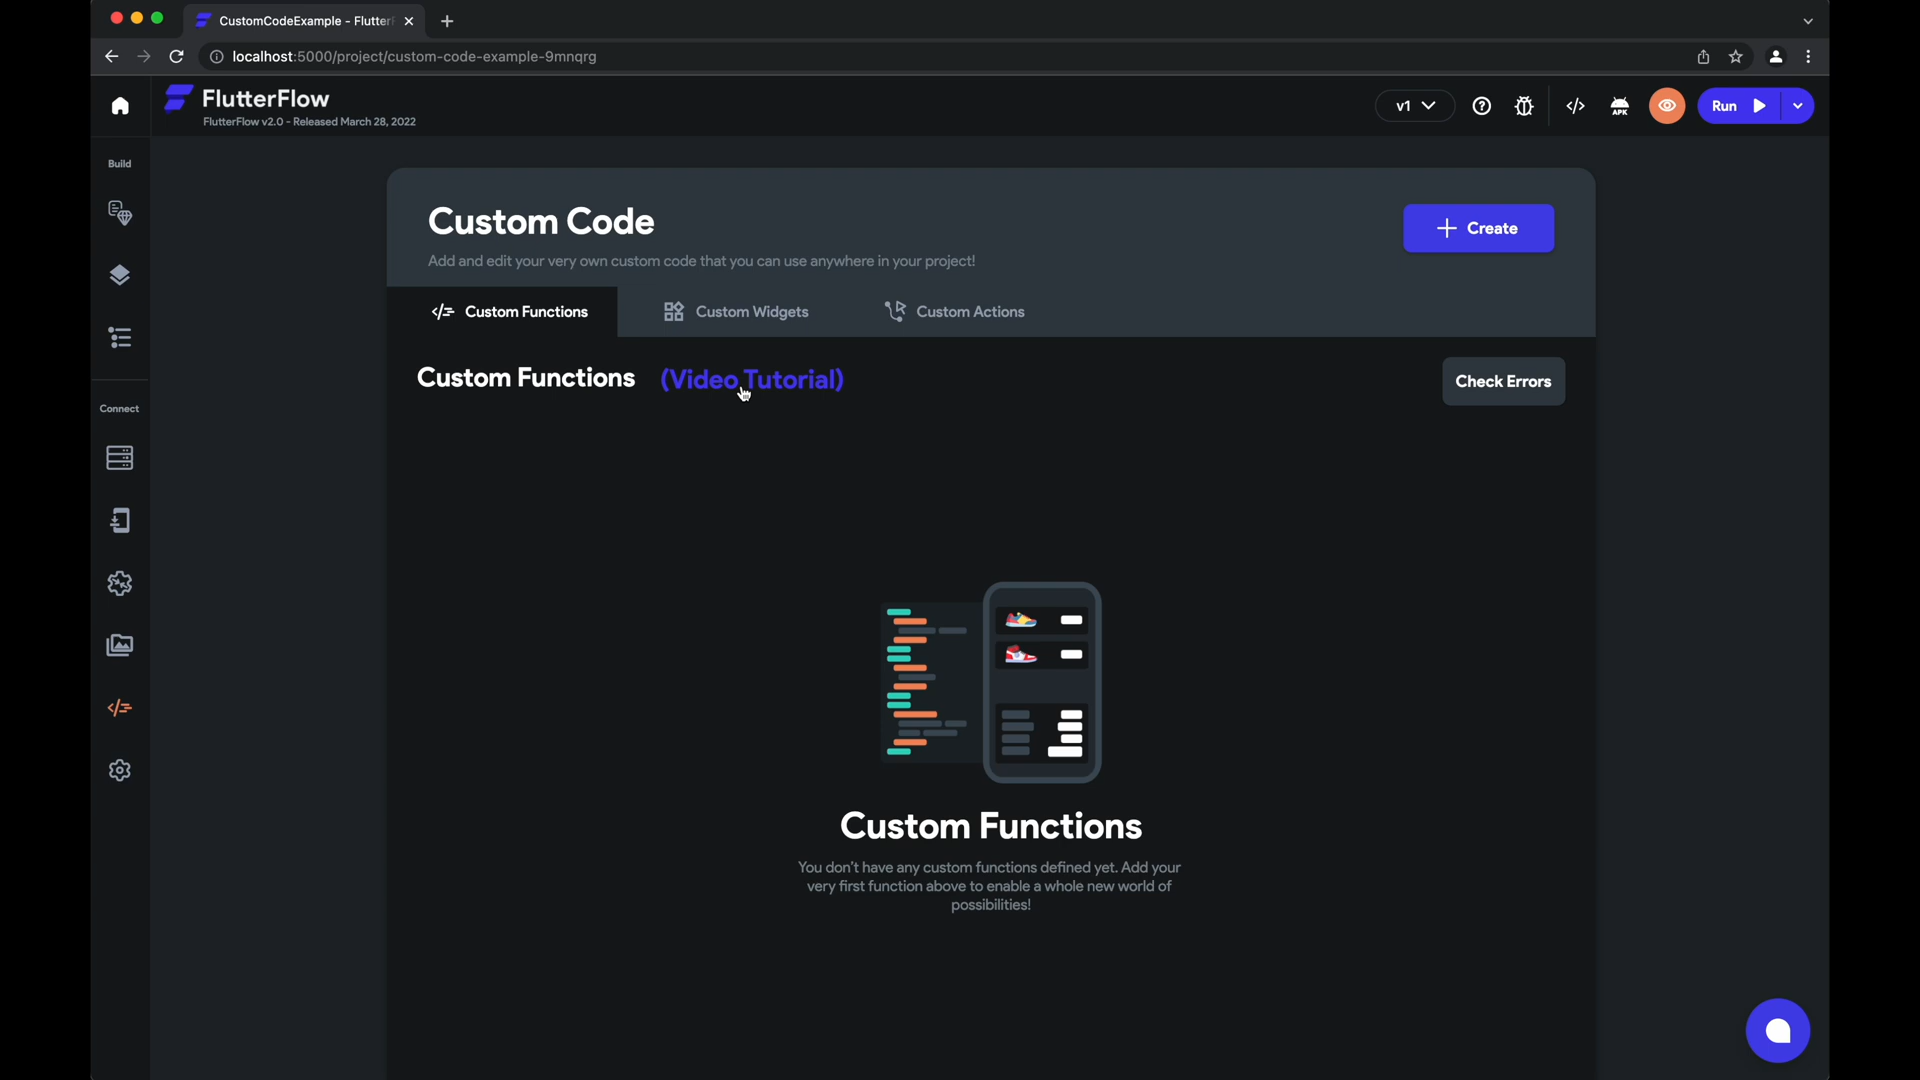 CustomCodeExample - Flutter
localhost:5000/project/custom-code-example-9mnqrg
FlutterFlow
FlutterFlow v2.0 - Released March 28, 2022
v1
APK
Run
Build
Connect
Custom Code
Add and edit your very own custom code that you can use anywhere in your project!
Create
Custom Functions
Custom Widgets
Custom Actions
Custom Functions (Video Tutorial)
Check Errors
Custom Functions
You don't have any custom functions defined yet. Add your
very first function above to enable a whole new world of
possibilities!